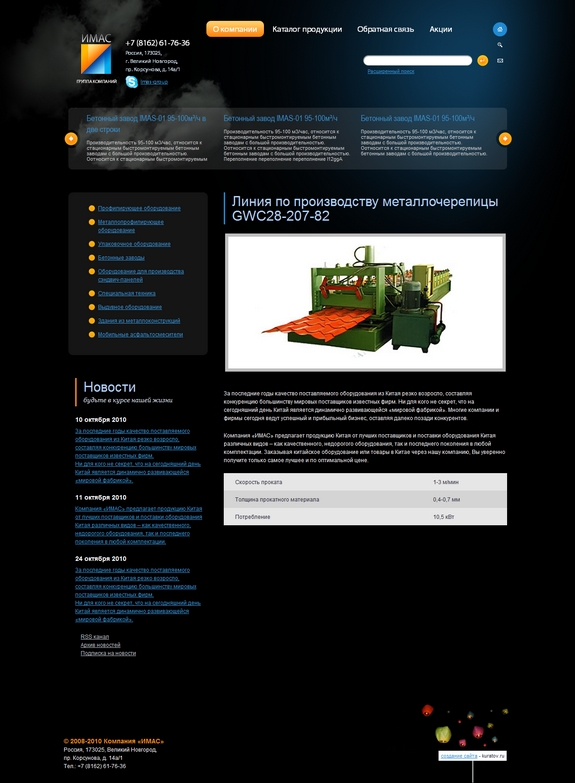 ИМАС
ГРУППА КОМПАНИЙ
+7 (8162) 61-76-36
Россия, 173025,
г. Великий Новгород,
пр. Корсунова, д. 14а/1
imas-group
О компании
Каталог продукции
Обратная связь
Акции
Расширенный поиск
Бетонный завод IMAS-01 95-100м³/ч в
две строки
Производительность 95-100 м3/час, относится к
стационарным быстромонтируемым бетонным
заводам с большой производительностью.
Оотносится к стационарным быстромонтируемым
Бетонный завод IMAS-01 95-100м³/ч
Производительность 95-100 м3/час, относится к
стационарным быстромонтируемым бетонным
заводам с большой производительностью.
Оотносится к стационарным быстромонтируемым
бетонным заводам с большой производительностью.
Переполнение переполнение переполнение
Бетонный завод IMAS-01 95-100м³/ч
Производительность 95-100 м3/час, относится к
стационарным быстромонтируемым бетонным
заводам с большой производительностью.
Оотносится к стационарным быстромонтируемым
бетонным заводам с большой производительностью.
Профилирующее оборудование
Металлопрофилирующее
оборудование
Упаковочное оборудование
Бетонные заводы
Оборудование для производства
сэндвич-панелей
Специальная техника
Выдувное оборудование
Здания из металлоконструкций
Мобильные асфальтосмесители
Линия по производству металлочерепицы
GWC28-207-82
За последние годы качество поставляемого оборудования из Китая резко возросло, составляя
конкуренцию большинству мировых поставщиков известных фирм. Ни для кого не секрет, что на
сегодняшний день Китай является динамично развивающейся «мировой фабрикой». Многие компании и
фирмы сегодня ведут успешный и прибыльный бизнес, оставляя далеко позади конкурентов.
Компания «ИМАС» предлагает продукцию Китая от лучших поставщиков и поставки оборудования Китая
различных видов – как качественного, недорогого оборудования, так и последнего поколения в любой
комплектации. Заказывая китайское оборудование или товары в Китае через нашу компанию, Вы уверенно
получите только самое лучшее и по оптимальной цене.
Скорость проката 1-3 м/мин
Толщина прокатного материала 0,4-0,7 мм
Потребление 10,5 кВт
Новости
будьте в курсе нашей жизни
10 октября 2010
За последние годы качество поставляемого
оборудования из Китая резко возросло,
составляя конкуренцию большинству мировых
поставщиков известных фирм.
Ни для кого не секрет, что на сегодняшний день
Китай является динамично развивающейся
«мировой фабрикой».
11 октября 2010
Компания «ИМАС» предлагает продукцию Китая
от лучших поставщиков и поставки оборудования
Китая различных видов – как качественного,
недорогого оборудования, так и последнего
поколения в любой комплектации.
24 октября 2010
За последние годы качество поставляемого
оборудования из Китая резко возросло,
составляя конкуренцию большинству мировых
поставщиков известных фирм.
Ни для кого не секрет, что на сегодняшний день
Китай является динамично развивающейся
«мировой фабрикой».
RSS канал
Архив новостей
Подписка на новости
© 2008-2010 Компания «ИМАС»
Россия, 173025, Великий Новгород,
пр. Корсунова, д. 14а/1
Тел.: +7 (8162) 61-76-36
создание сайта - kuratov.ru